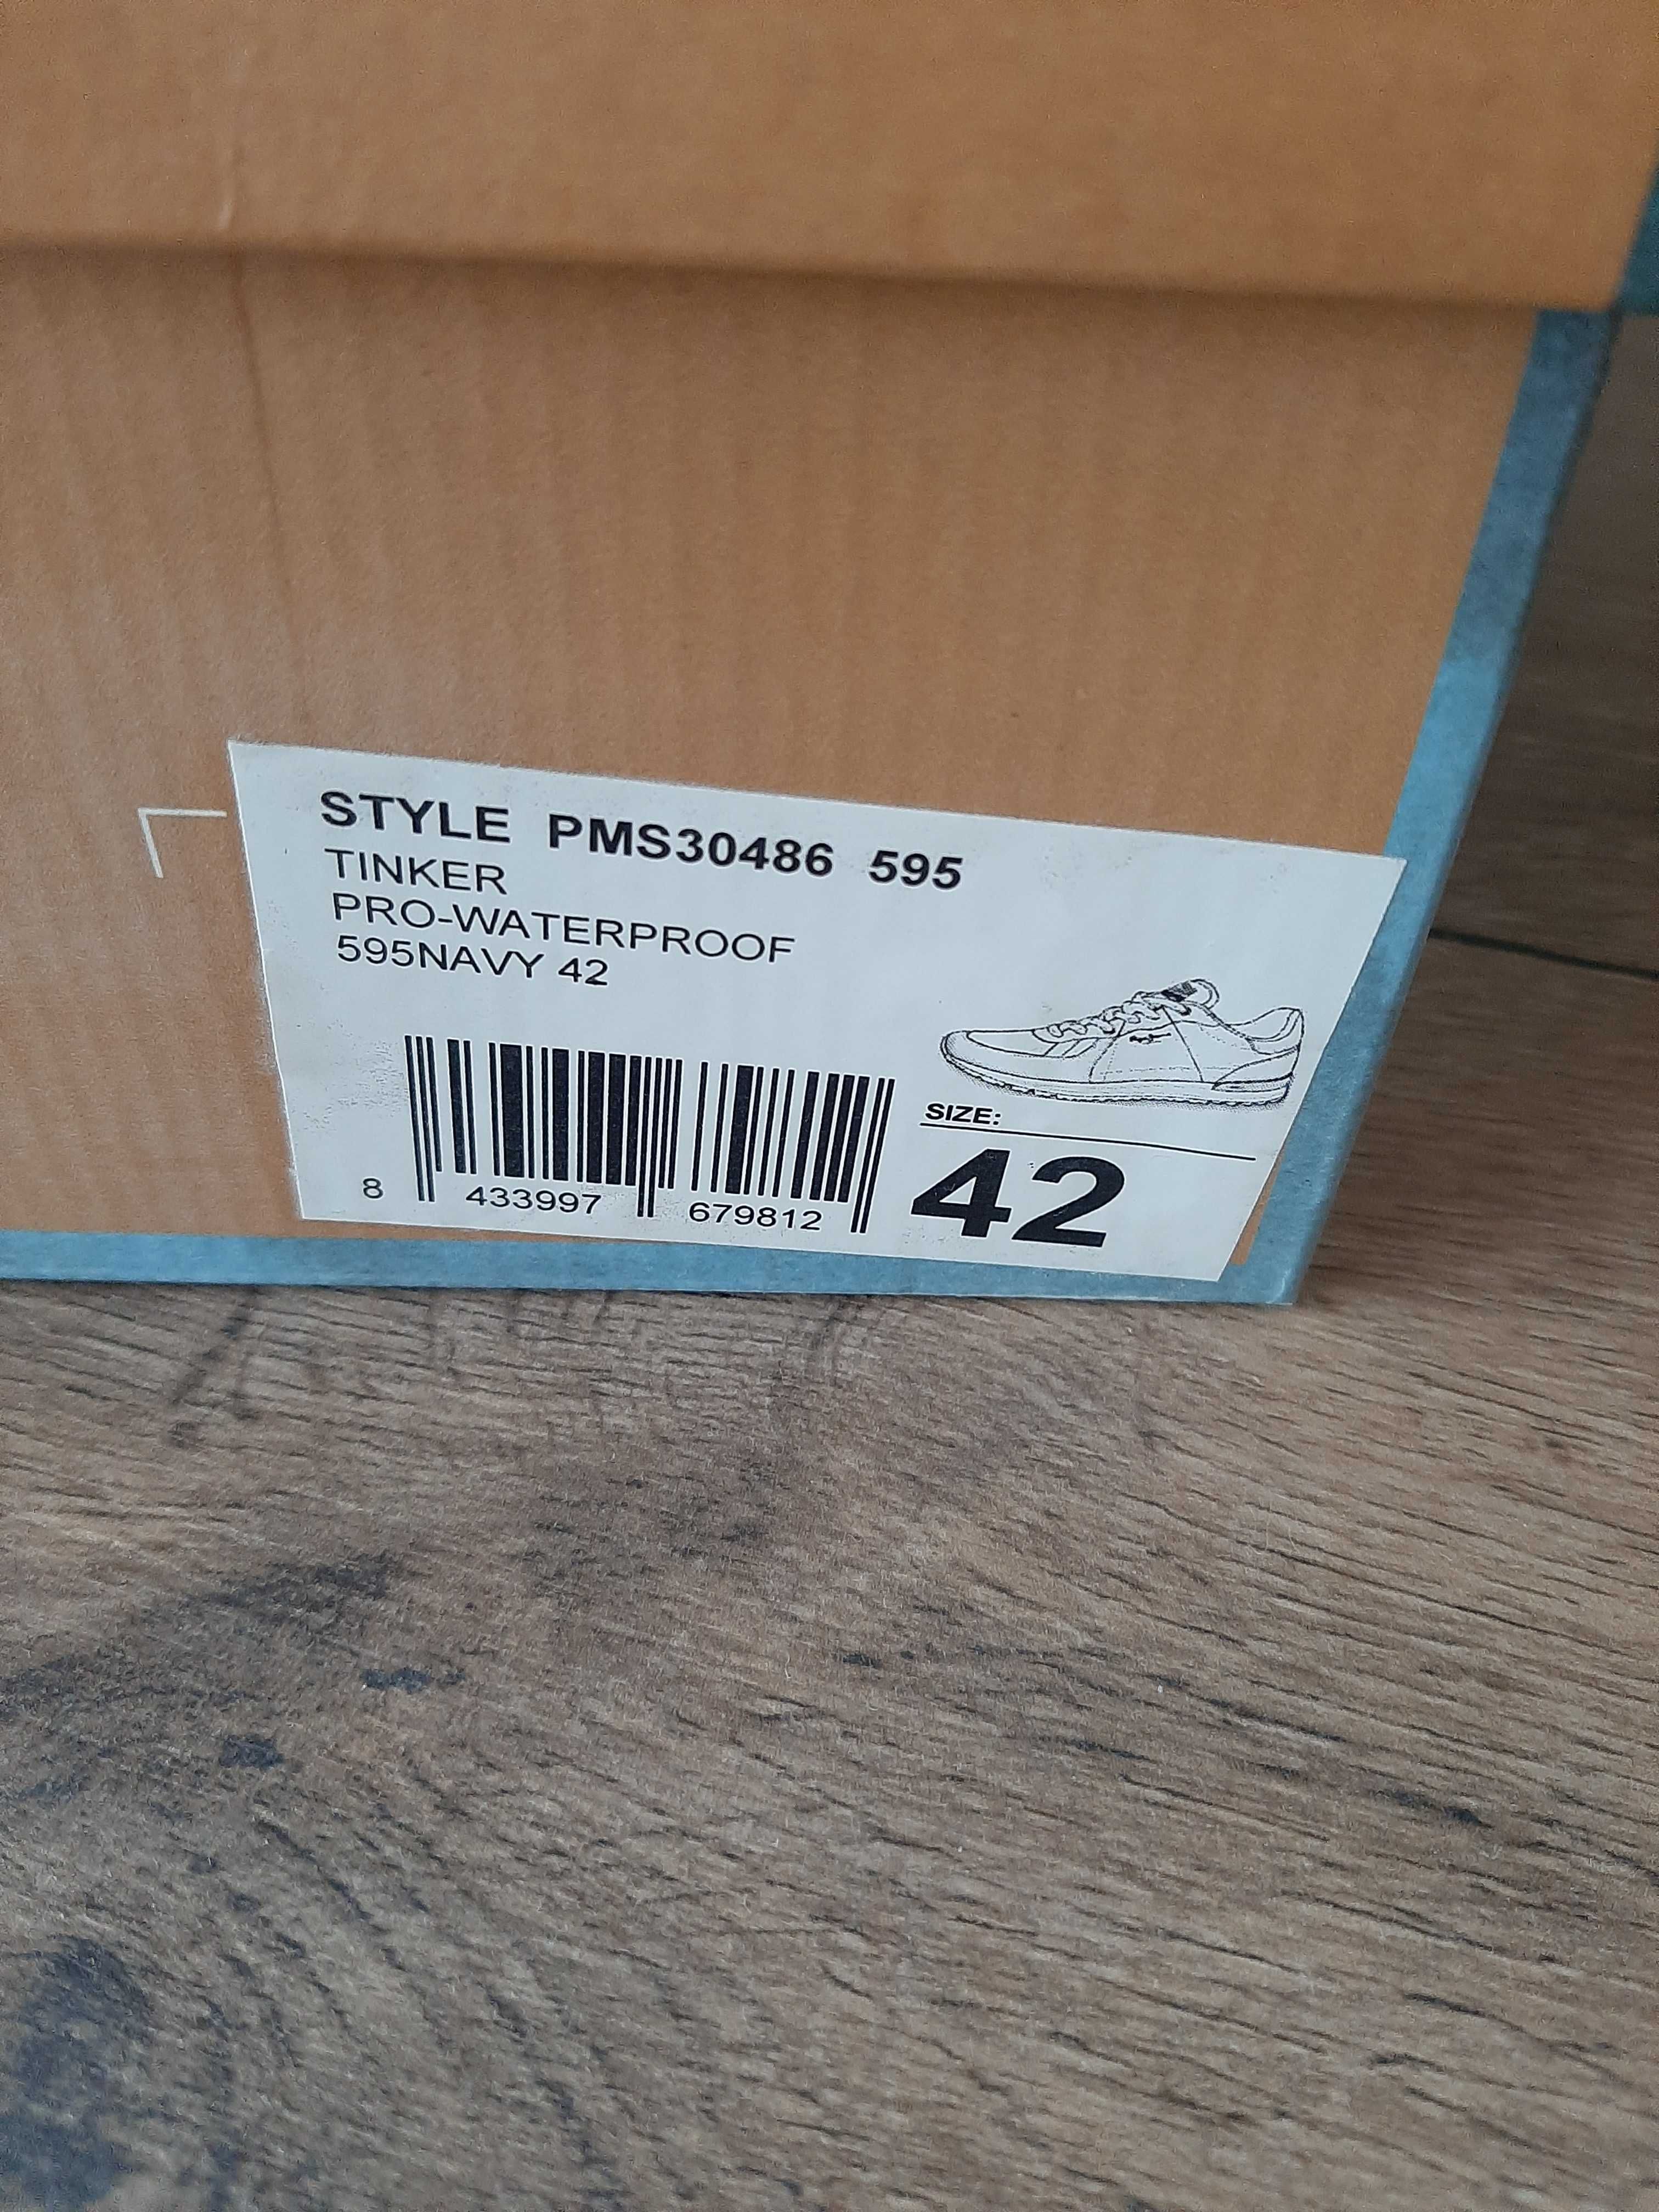 STYLE PMS30486 595
TINKER
PRO-WATERPROOF
595NAVY 42
SIZE:
42
8 433997 679812